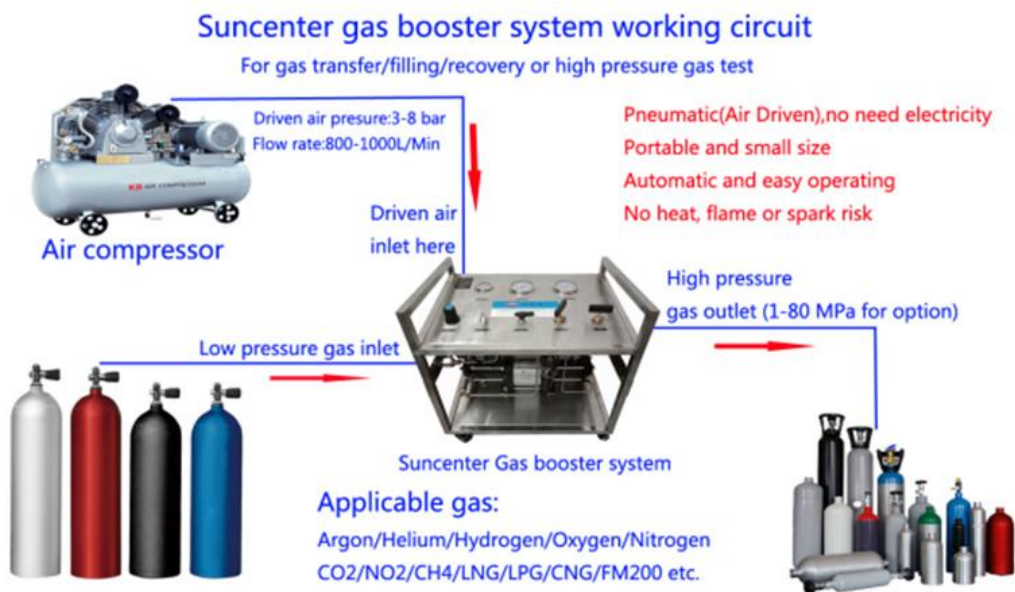 Suncenter gas booster system working circuit
For gas transfer/filling/recovery or high pressure gas test
Driven air presure:3-8 bar
Flow rate:800-1000L/Min
Pneumatic(Air Driven),no need electricity
Portable and small size
Automatic and easy operating
No heat, flame or spark risk
KB AIR COMPRESSOR
Air compressor
Driven air
inlet here
High pressure
gas outlet (1-80 MPa for option)
Low pressure gas inlet
Suncenter Gas booster system
Applicable gas:
Argon/Helium/Hydrogen/Oxygen/Nitrogen
CO2/NO2/CH4/LNG/LPG/CNG/FM200 etc.